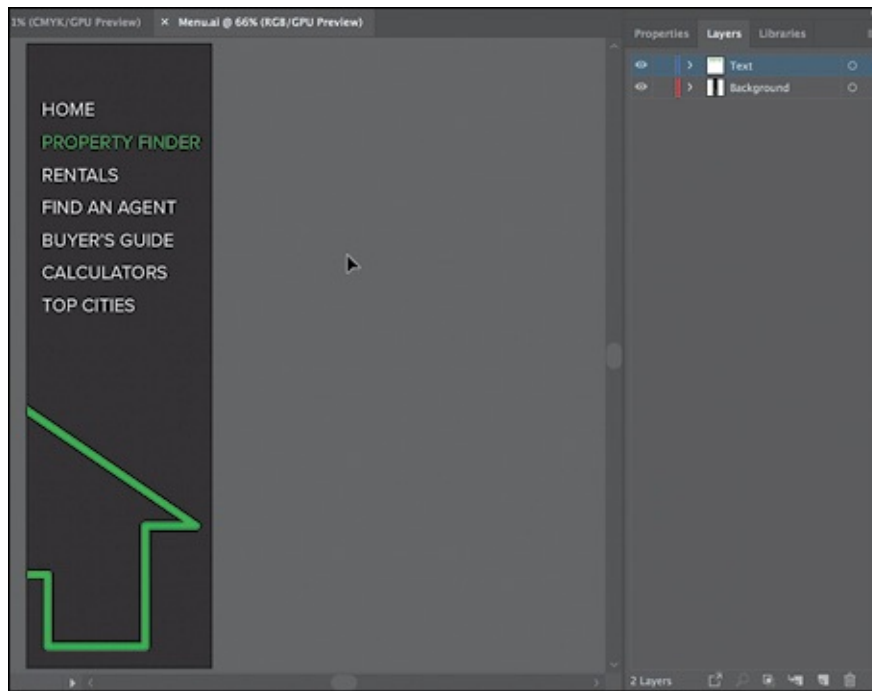 1% (CMYK/GPU Preview) × Menu.ai @ 66% (RGB/GPU Preview)
Properties Layers Libraries
Text
Background
HOME
PROPERTY FINDER
RENTALS
FIND AN AGENT
BUYER'S GUIDE
CALCULATORS
TOP CITIES
2 Layers